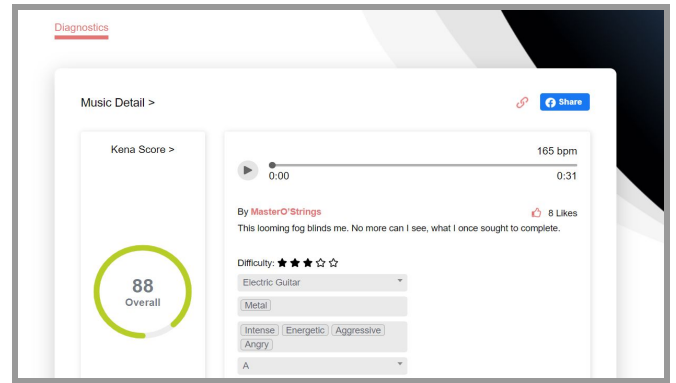 Diagnostics
Music Detail >
Share
Kena Score >
88
Overall
165 bpm
0:00
0:31
By MasterO'Strings
8 Likes
This looming fog blinds me. No more can I see, what I once sought to complete.
Difficulty:
Electric Guitar
Metal
Intense Energetic Aggressive
Angry
A